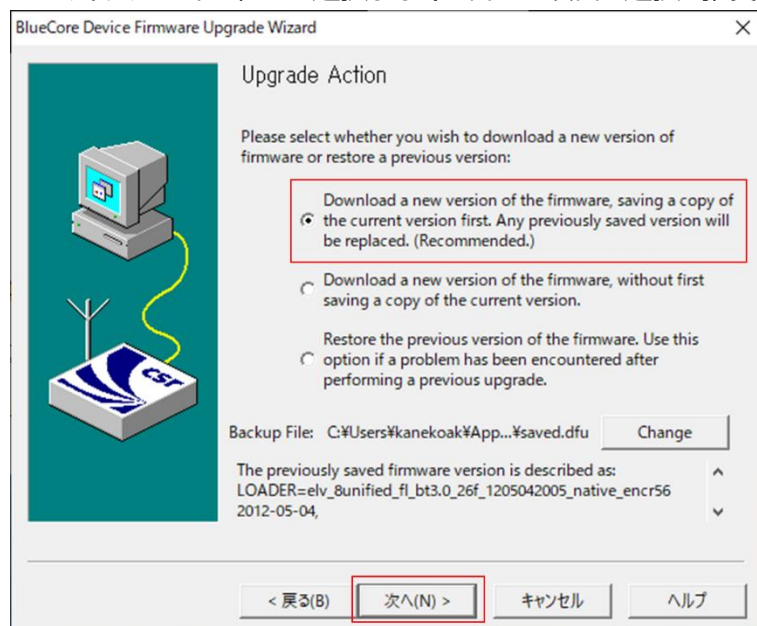 BlueCore Device Firmware Upgrade Wizard
Upgrade Action
Please select whether you wish to download a new version of
firmware or restore a previous version:
Download a new version of the firmware, saving a copy of
the current version first. Any previously saved version will
be replaced. (Recommended.)
Download a new version of the firmware, without first
saving a copy of the current version.
Restore the previous version of the firmware. Use this
option if a problem has been encountered after
performing a previous upgrade.
csr
Backup File: C:¥Users¥kanekoak¥App...¥saved.dfu Change
The previously saved firmware version is described as:
LOADER=elv_8unified_fl_bt3.0_26f_1205042005_native_encr56
2012-05-04,
< 戻る(B) 次へ(N) > キャンセル ヘルプ